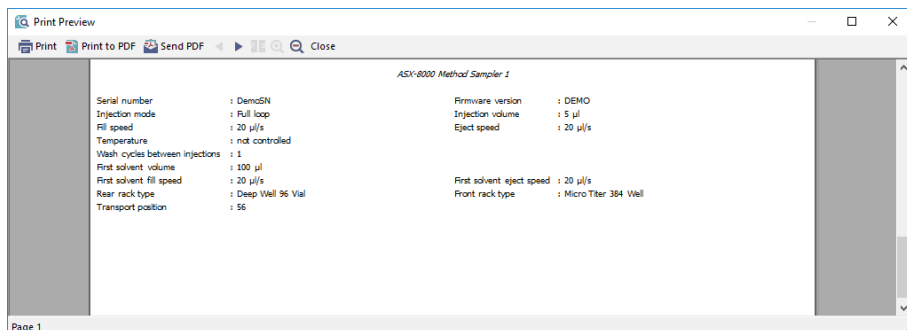 Print Preview
Print Print to PDF Send PDF Close
ASX-8000 Method Sampler 1
Serial number : DemoSN Firmware version : DEMO
Injection mode : Full loop Injection volume : 5 µl
Fill speed : 20 µl/s Eject speed : 20 µl/s
Temperature : not controlled
Wash cycles between injections : 1
First solvent volume : 100 µl
First solvent fill speed : 20 µl/s First solvent eject speed : 20 µl/s
Rear rack type : Deep Well 96 Vial Front rack type : Micro Titer 384 Well
Transport position : 56
Page 1